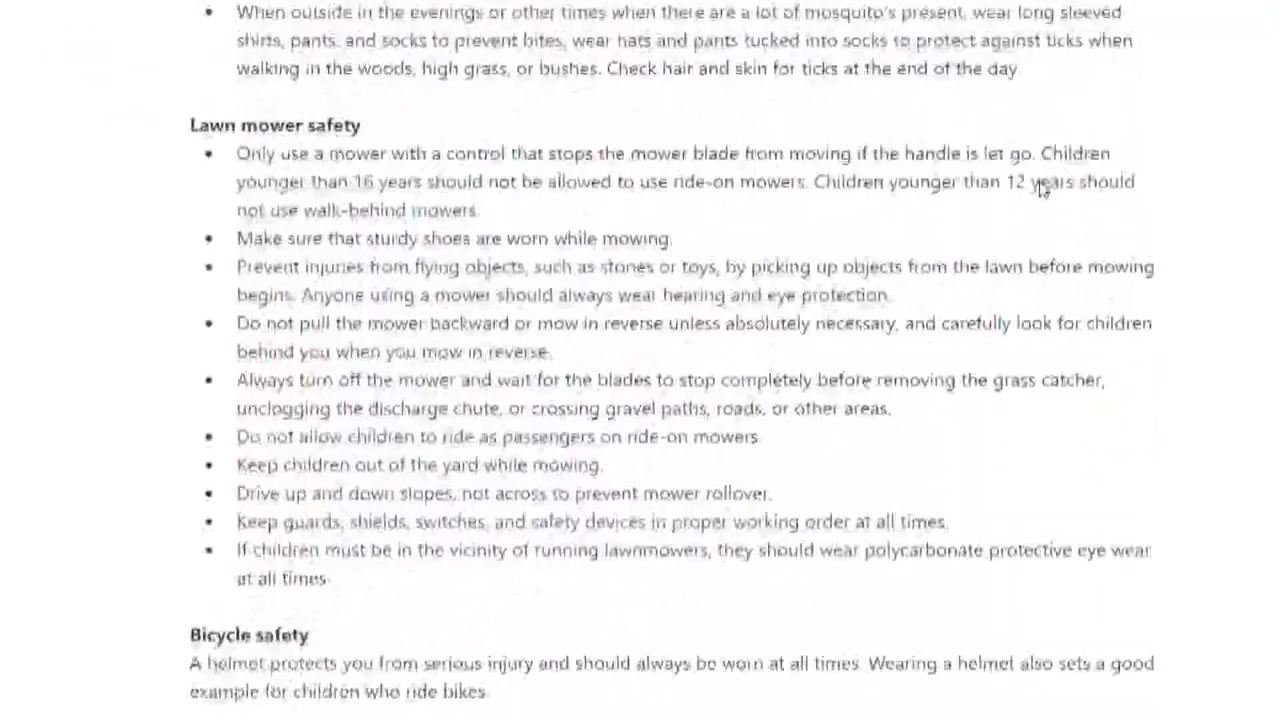 • When outside in the evenings or other times when there are a lot of mosquito's present, wear long sleeved
shirts, pants, and socks to prevent bites, wear hats and pants tucked into socks to protect against ticks when
walking in the woods, high grass, or bushes. Check hair and skin for ticks at the end of the day.
Lawn mower safety
• Only use a mower with a control that stops the mower blade from moving if the handle is let go. Children
younger than 16 years should not be allowed to use ride-on mowers. Children younger than 12 years should
not use walk-behind mowers.
• Make sure that sturdy shoes are worn while mowing.
• Prevent injuries from flying objects, such as stones or toys, by picking up objects from the lawn before mowing
begins. Anyone using a mower should always wear hearing and eye protection.
• Do not pull the mower backward or mow in reverse unless absolutely necessary, and carefully look for children
behind you when you mow in reverse.
• Always turn off the mower and wait for the blades to stop completely before removing the grass catcher,
unclogging the discharge chute, or crossing gravel paths, roads, or other areas.
• Do not allow children to ride as passengers on ride-on mowers.
• Keep children out of the yard while mowing.
• Drive up and down slopes, not across to prevent mower rollover.
• Keep guards, shields, switches, and safety devices in proper working order at all times.
• If children must be in the vicinity of running lawnmowers, they should wear polycarbonate protective eye wear
at all times.
Bicycle safety
A helmet protects you from serious injury and should always be worn at all times. Wearing a helmet also sets a good
example for children who ride bikes.